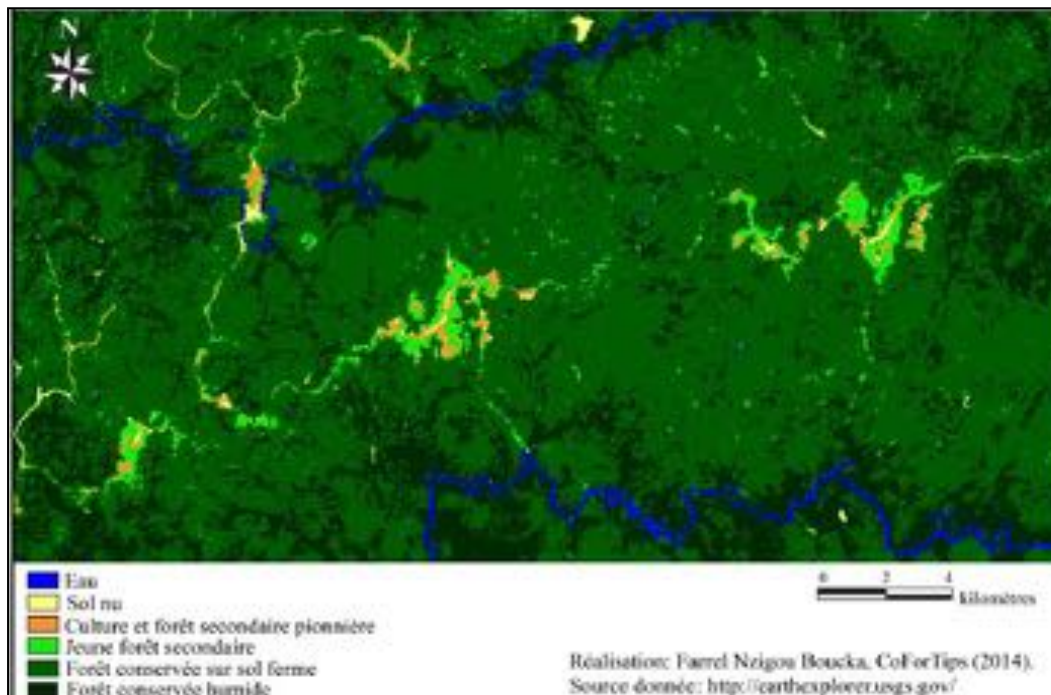 N
Eau
Sol nu
Culture et forêt secondaire pionnière
Jeune forêt secondaire
Forêt conservée sur sol ferme
Forêt conservée humide
0 2 4
kilomètres
Réalisation: Farrel Nzigou Boucka, CoForTips (2014).
Source donnée: http://earthexplorer.usgs.gov/